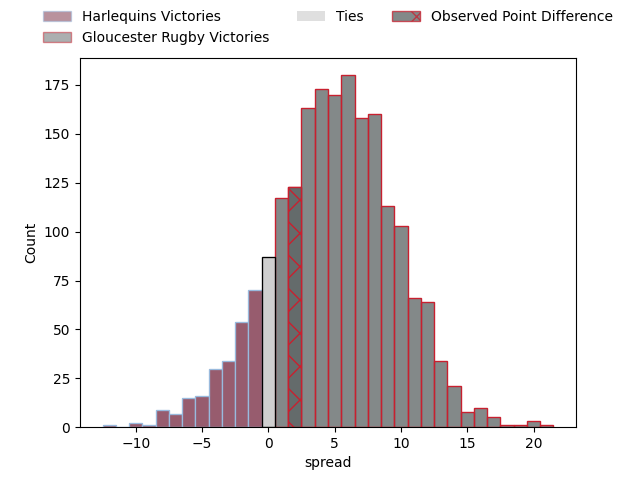 Harlequins Victories
Gloucester Rugby Victories
Ties
Observed Point Difference
175
150
125
100
75
50
25
0
Count
−10
−5
0
5
10
15
20
spread